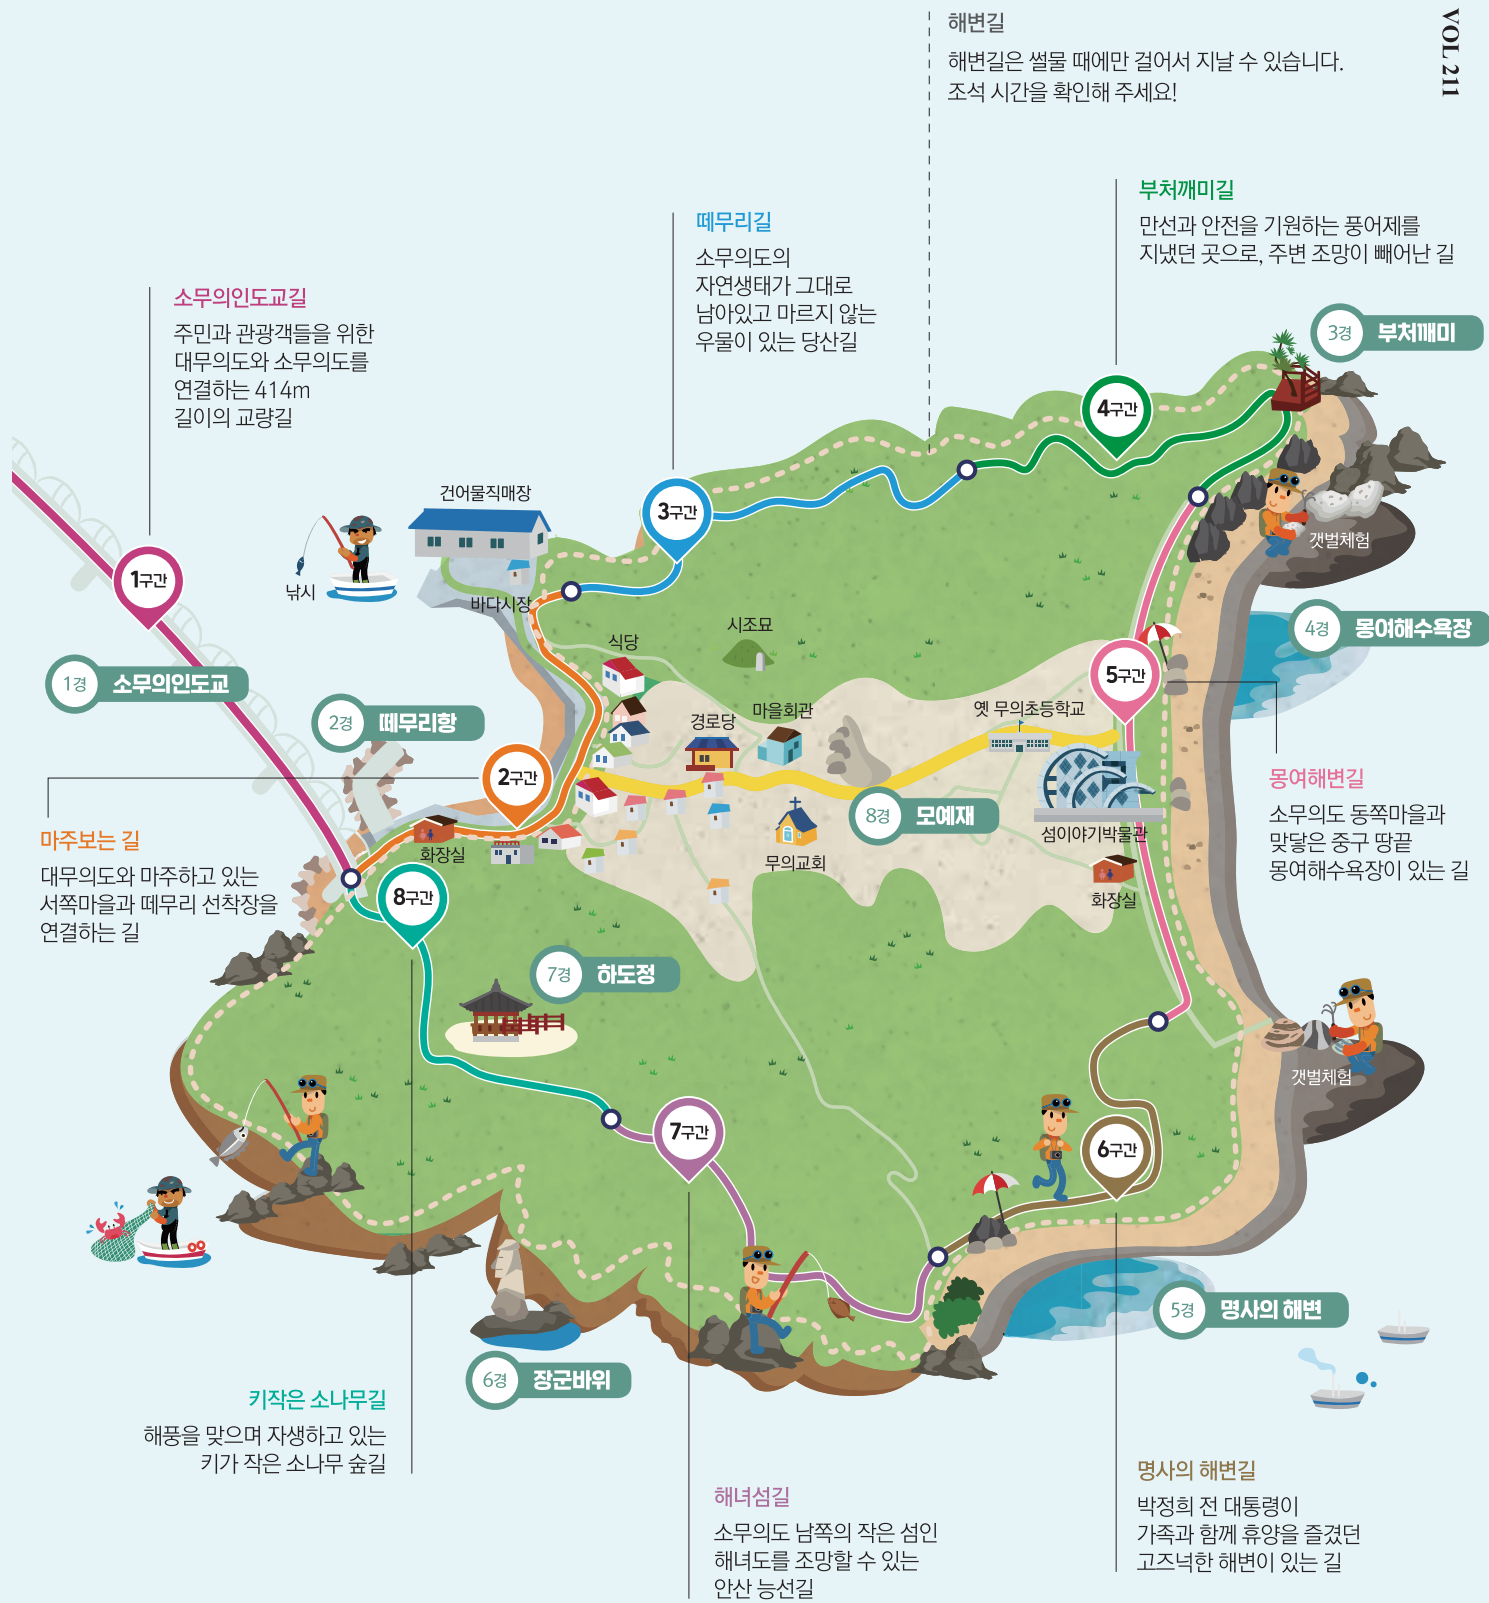 VOL 211
해변길
해변길은 썰물 때에만 걸어서 지날 수 있습니다.
조석 시간을 확인해 주세요!
부처깨미길
만선과 안전을 기원하는 풍어제를
지냈던 곳으로, 주변 조망이 빼어난 길
떼무리길
소무의도의
자연생태가 그대로
남아있고 마르지 않는
우물이 있는 당산길
소무의인도교길
주민과 관광객들을 위한
대무의도와 소무의도를
연결하는 414m
길이의 교량길
3경 부처깨미
4구간
건어물직매장
3구간
갯벌체험
1구간
낚시
바다시장
4경 몽여해수욕장
식당
시조묘
1경 소무의인도교
5구간
2경 떼무리항
경로당
마을회관
옛 무의초등학교
2구간
몽여해변길
소무의도 동쪽마을과
맞닿은 중구 땅끝
몽여해수욕장이 있는 길
8경 모예재
섬이야기박물관
마주보는 길
대무의도와 마주하고 있는
서쪽마을과 떼무리 선착장을
연결하는 길
화장실
무의교회
화장실
8구간
7경 하도정
갯벌체험
7구간
6구간
5경 명사의 해변
6경 장군바위
키작은 소나무길
해풍을 맞으며 자생하고 있는
키가 작은 소나무 숲길
명사의 해변길
박정희 전 대통령이
가족과 함께 휴양을 즐겼던
고즈넉한 해변이 있는 길
해녀섬길
소무의도 남쪽의 작은 섬인
해녀도를 조망할 수 있는
안산 능선길